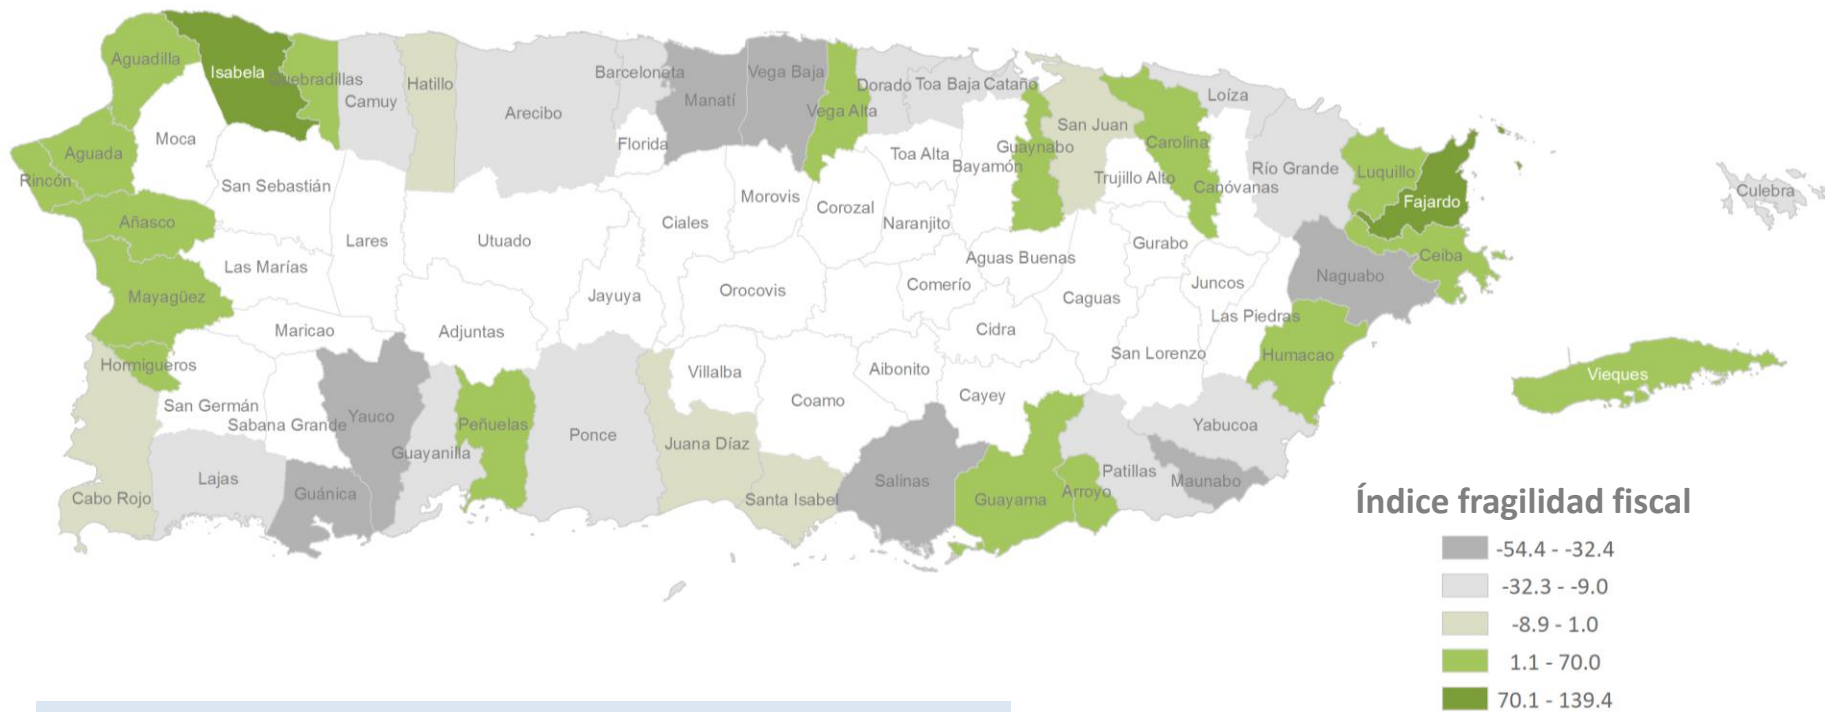 Aguadilla
Isabela
Quebradillas
Camuy
Hatillo
Arecibo
Barceloneta
Manatí
Vega Baja
Vega Alta
Dorado
Toa Baja
Cataño
San Juan
Loíza
Moca
Aguada
Rincón
Añasco
San Sebastián
Florida
Toa Alta
Bayamón
Guaynabo
Carolina
Trujillo Alto
Canóvanas
Río Grande
Luquillo
Fajardo
Culebra
Lares
Utuado
Ciales
Morovis
Corozal
Naranjito
Aguas Buenas
Gurabo
Ceiba
Naguabo
Las Marías
Mayagüez
Maricao
Adjuntas
Jayuya
Orocovis
Comerío
Cidra
Caguas
Juncos
Las Piedras
San Lorenzo
Humacao
Vieques
Hormigueros
San Germán
Sabana Grande
Yauco
Guayanilla
Peñuelas
Ponce
Villalba
Juana Díaz
Coamo
Aibonito
Cayey
Yabucoa
Cabo Rojo
Lajas
Guánica
Santa Isabel
Salinas
Guayama
Arroyo
Patillas
Maunabo
Índice fragilidad fiscal
-54.4 - -32.4
-32.3 - -9.0
-8.9 - 1.0
1.1 - 70.0
70.1 - 139.4